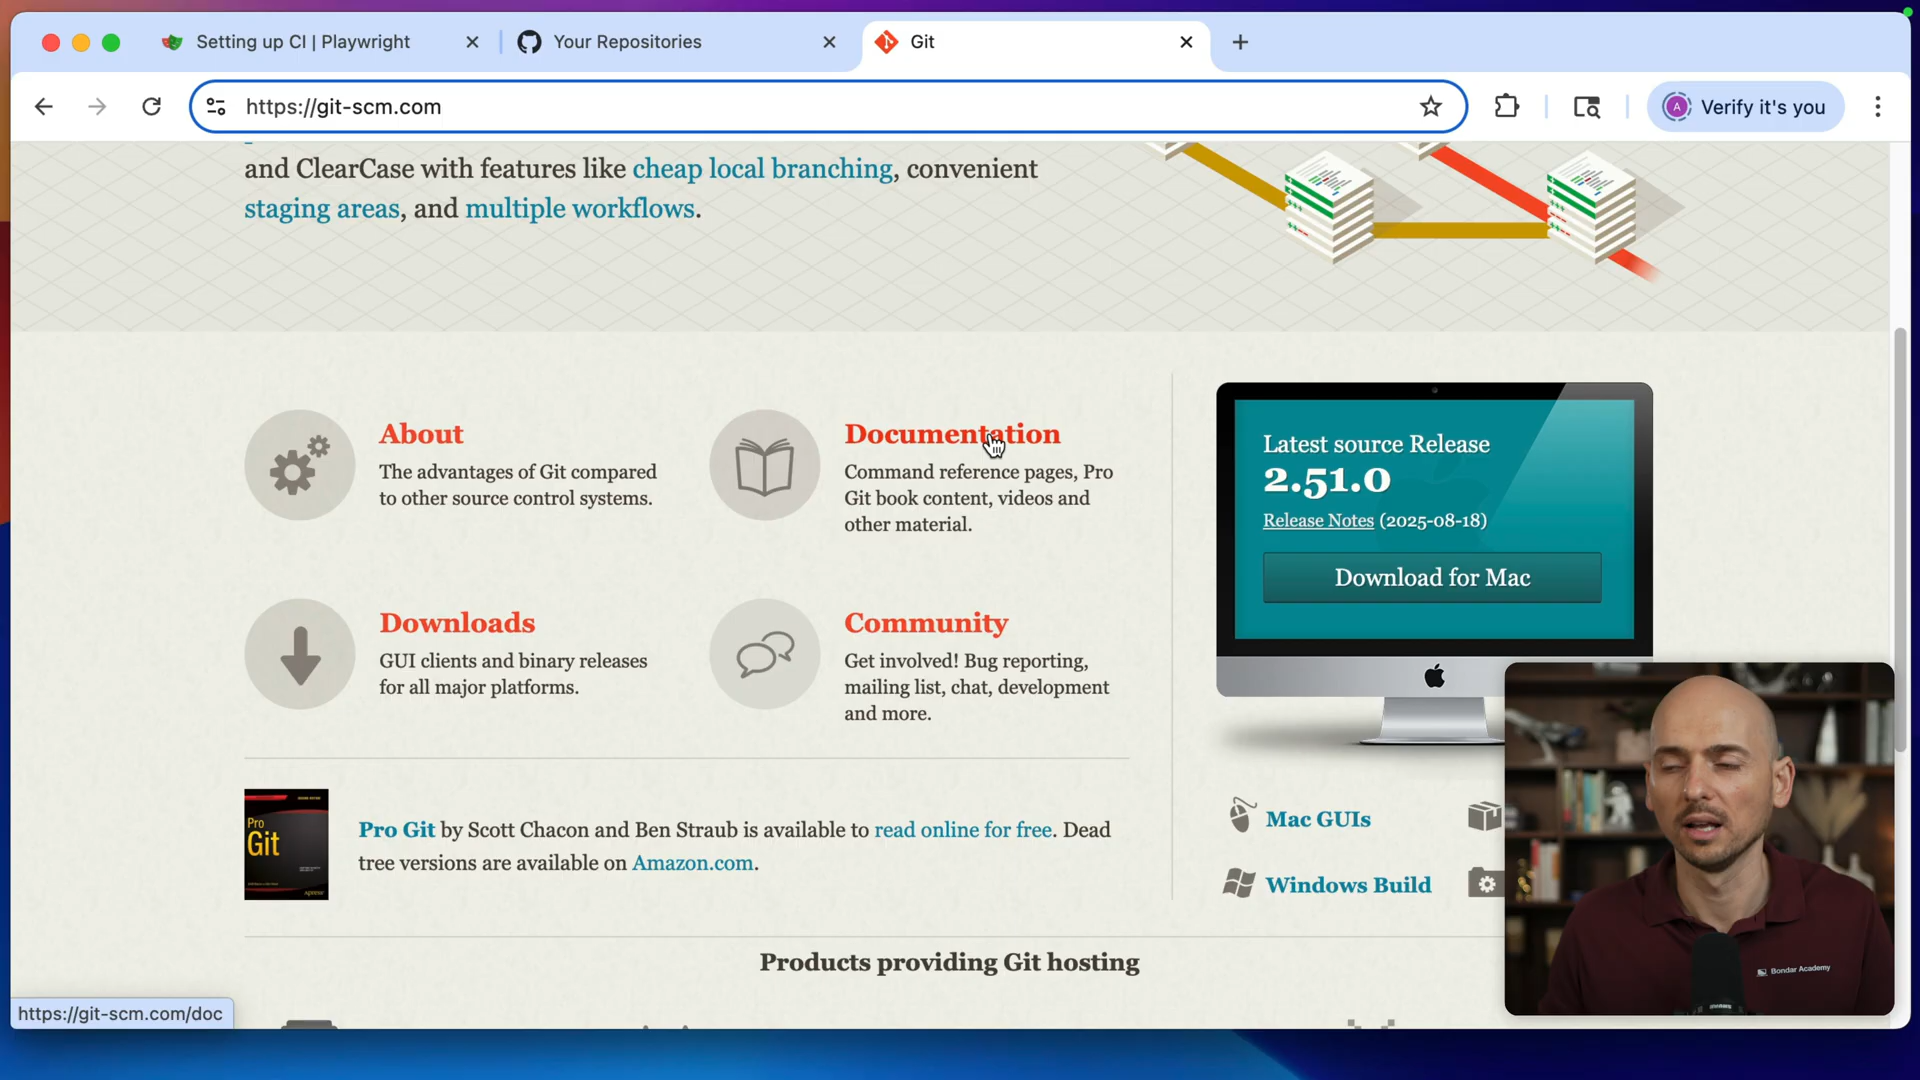 Setting up CI | Playwright
Your Repositories
Git
https://git-scm.com
A
Verify it's you
and ClearCase with features like cheap local branching, convenient
staging areas, and multiple workflows.
About
The advantages of Git compared
to other source control systems.
Documentation
Command reference pages, Pro
Git book content, videos and
other material.
Latest source Release
2.51.0
Release Notes (2025-08-18)
Download for Mac
Downloads
GUI clients and binary releases
for all major platforms.
Community
Get involved! Bug reporting,
mailing list, chat, development
and more.
Pro
Git
Pro Git by Scott Chacon and Ben Straub is available to read online for free. Dead
tree versions are available on Amazon.com.
Mac GUIs
Windows Build
Products providing Git hosting
Bondar Academy
https://git-scm.com/doc